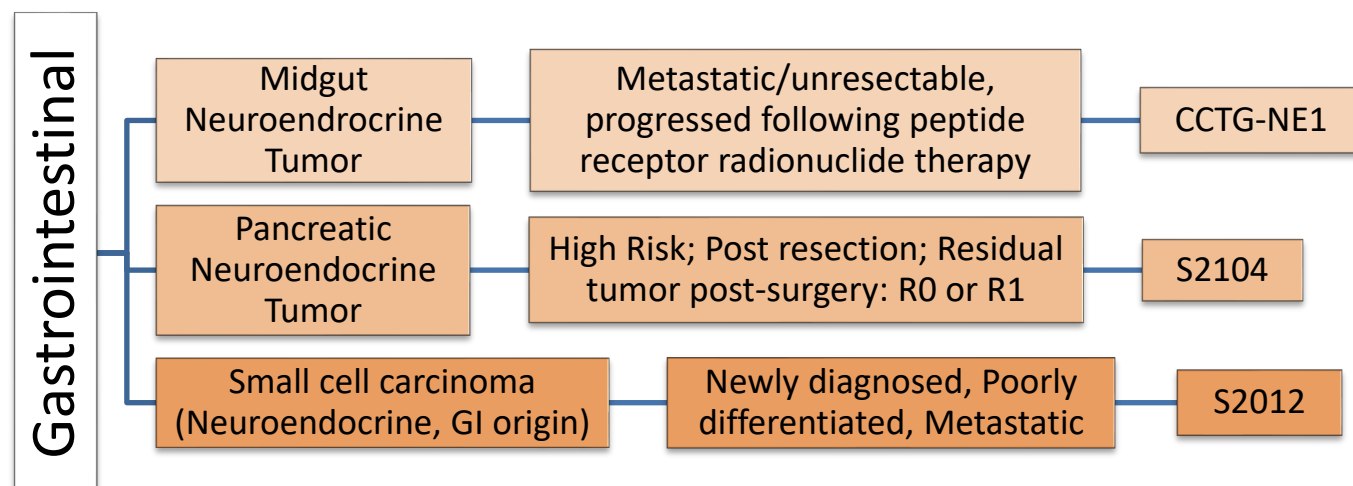 Gastrointestinal
Midgut
Neuroendrocrine
Tumor
Metastatic/unresectable,
progressed following peptide
receptor radionuclide therapy
CCTG-NE1
Pancreatic
Neuroendocrine
Tumor
High Risk; Post resection; Residual
tumor post-surgery: R0 or R1
S2104
Small cell carcinoma
(Neuroendocrine, GI origin)
Newly diagnosed, Poorly
differentiated, Metastatic
S2012